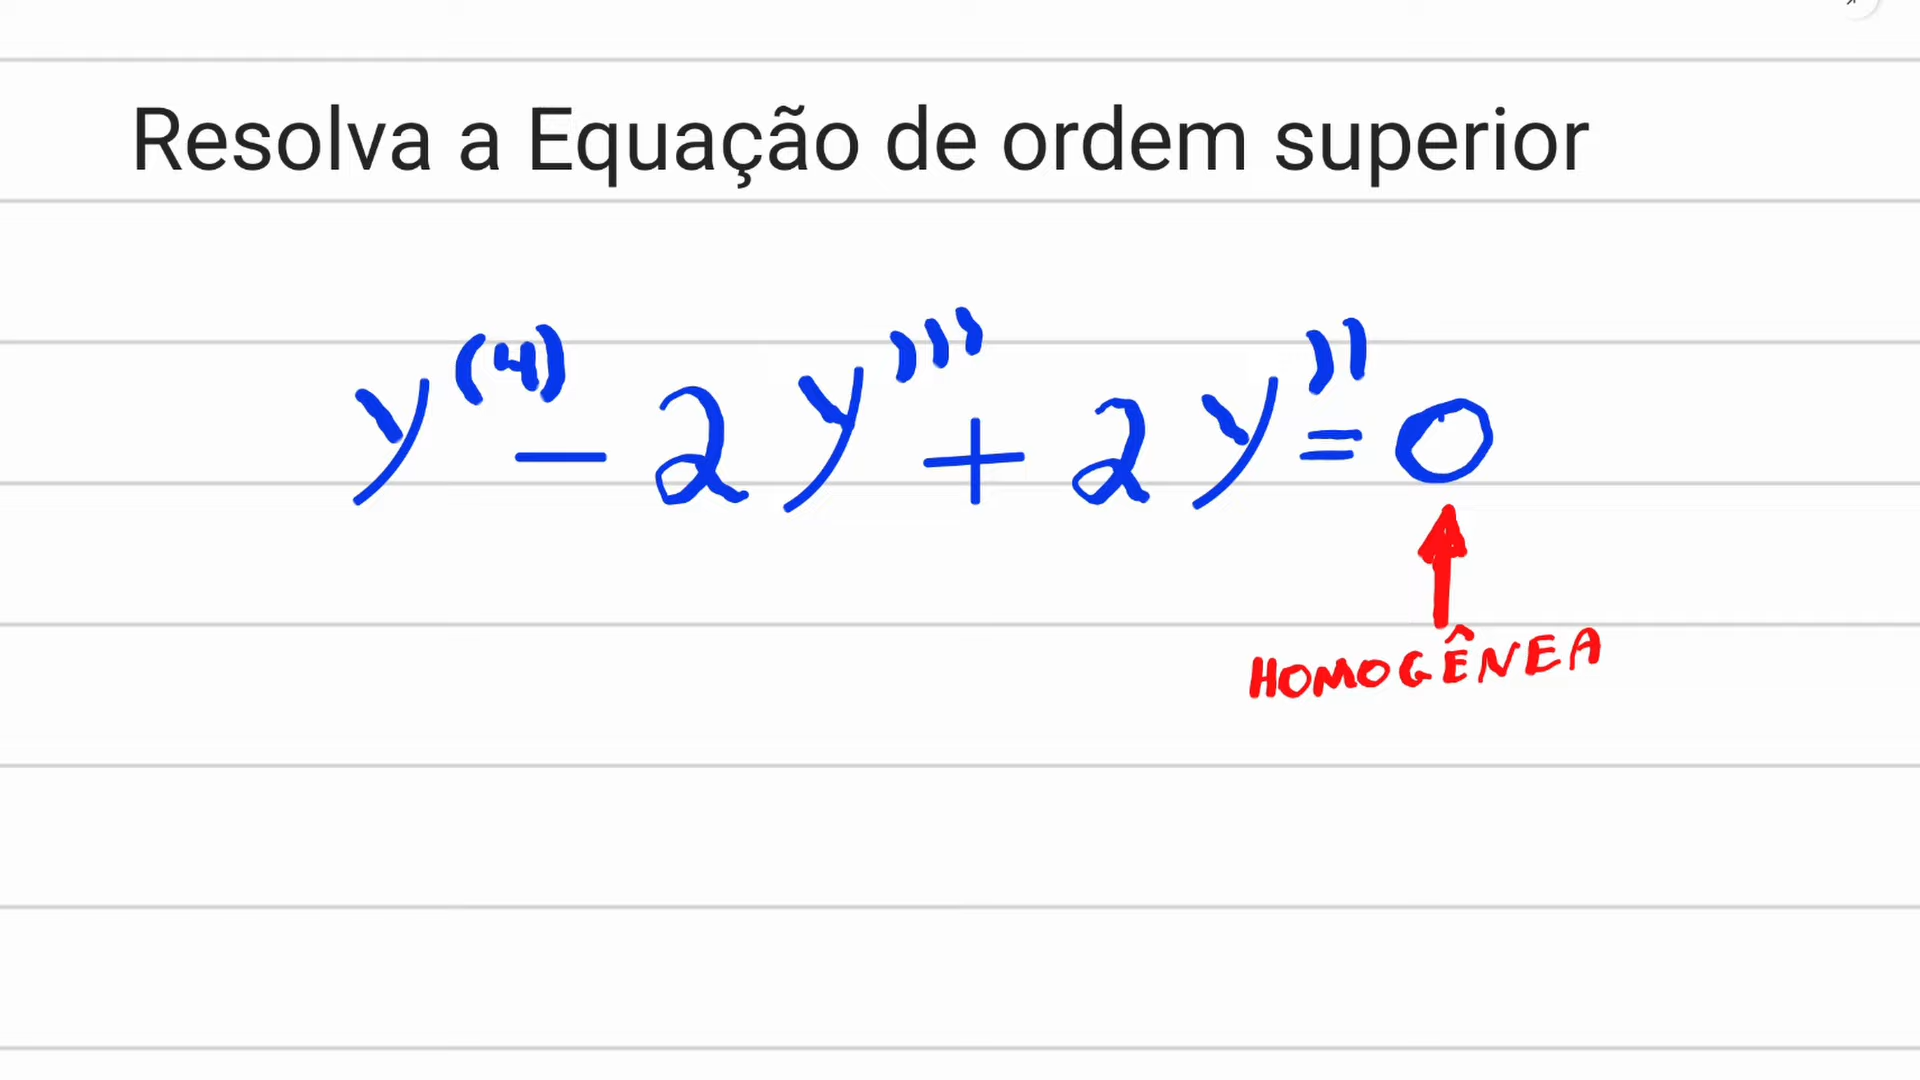 Resolva a Equação de ordem superior
y⁽⁴⁾ - 2y''' + 2y'' = 0
HOMOGÊNEA